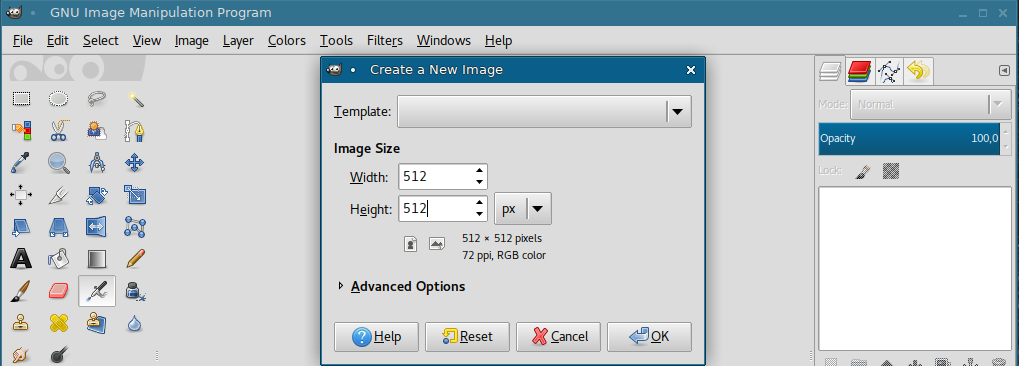 GNU Image Manipulation Program
File Edit Select View Image Layer Colors Tools Filters Windows Help
Create a New Image
Template:
Image Size
Width: 512
Height: 512 px
512 × 512 pixels
72 ppi, RGB color
Advanced Options
Help Reset Cancel OK
Mode: Normal
Opacity 100,0
Lock: